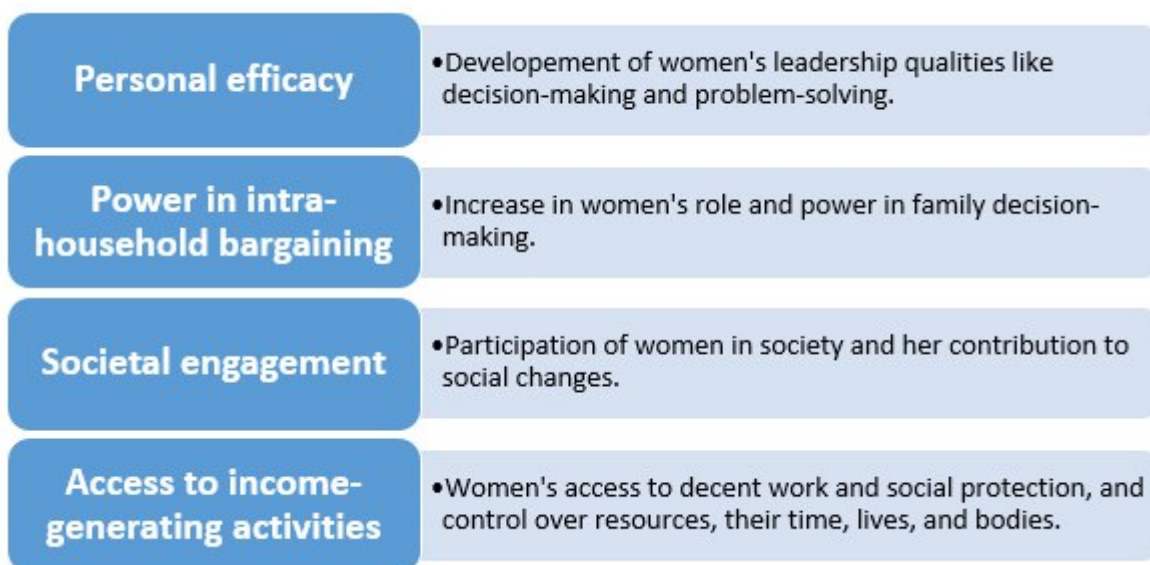 Personal efficacy
•Developement of women's leadership qualities like
decision-making and problem-solving.
Power in intra-
household bargaining
•Increase in women's role and power in family decision-
making.
Societal engagement
•Participation of women in society and her contribution to
social changes.
Access to income-
generating activities
•Women's access to decent work and social protection, and
control over resources, their time, lives, and bodies.